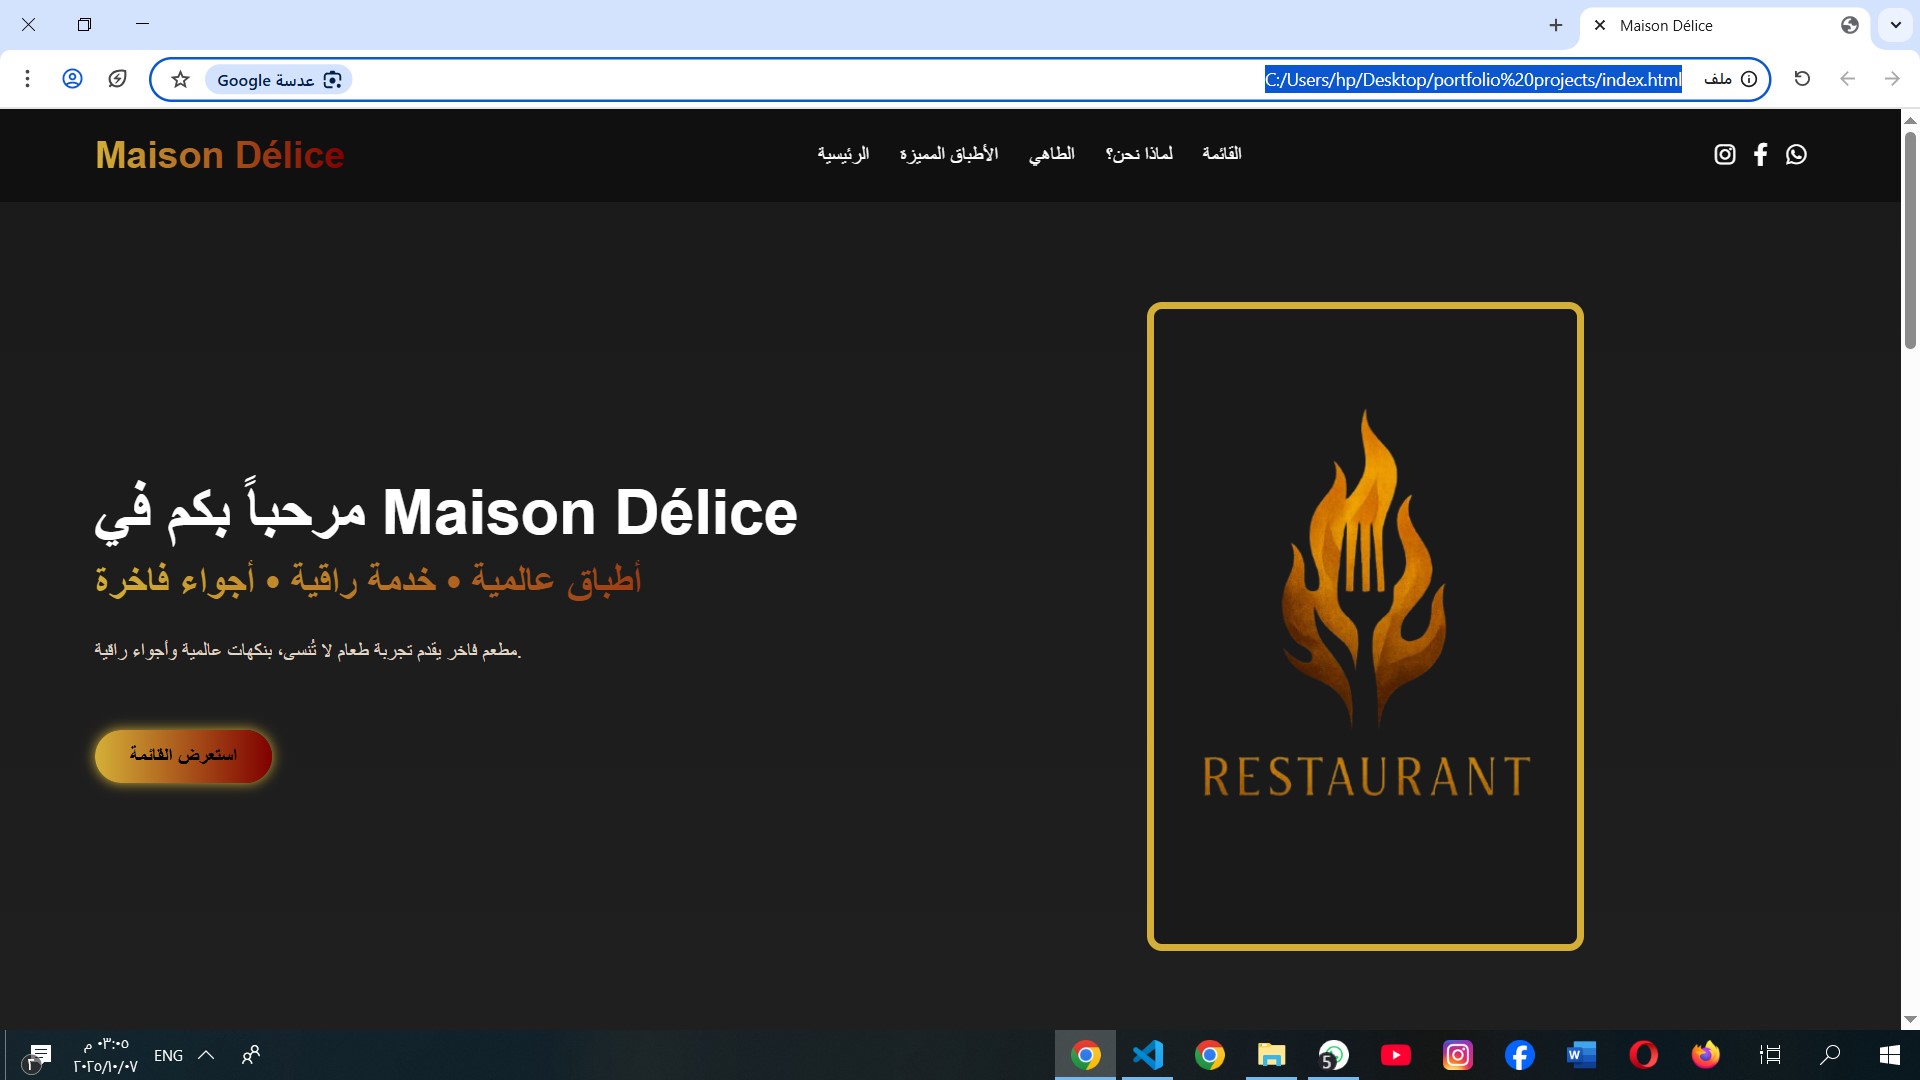 Maison Délice
C:/Users/hp/Desktop/portfolio%20projects/index.html
ملف
عدسة Google
Maison Délice
الرئيسية
الأطباق المميزة
الطاهي
لماذا نحن؟
القائمة
مرحباً بكم في Maison Délice
أطباق عالمية • خدمة راقية • أجواء فاخرة
مطعم فاخر يقدم تجربة طعام لا تُنسى، بنكهات عالمية وأجواء راقية.
استعرض القائمة
RESTAURANT
٠٣:٠٥ م
٢٠٢٥/١٠/٠٧
ENG
٣
5